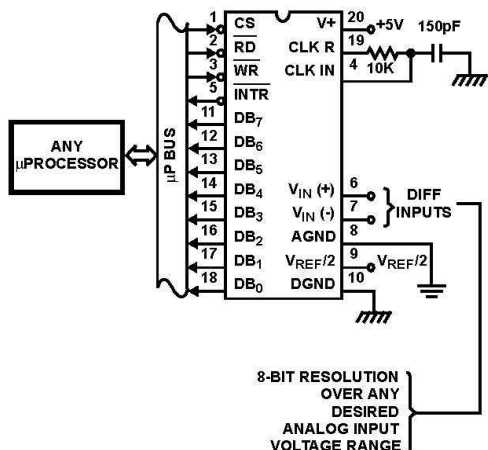 1 CS V+ 20 +5V 150pF
2 RD CLK R 19
3 WR CLK IN 4 10K
5 INTR
11 DB7
12 DB6
13 DB5
14 DB4 VIN (+) 6
15 DB3 VIN (-) 7
16 DB2 AGND 8
17 DB1 VREF/2 9 VREF/2
18 DB0 DGND 10
ANY
µPROCESSOR
µP BUS
DIFF
INPUTS
8-BIT RESOLUTION
OVER ANY
DESIRED
ANALOG INPUT
VOLTAGE RANGE